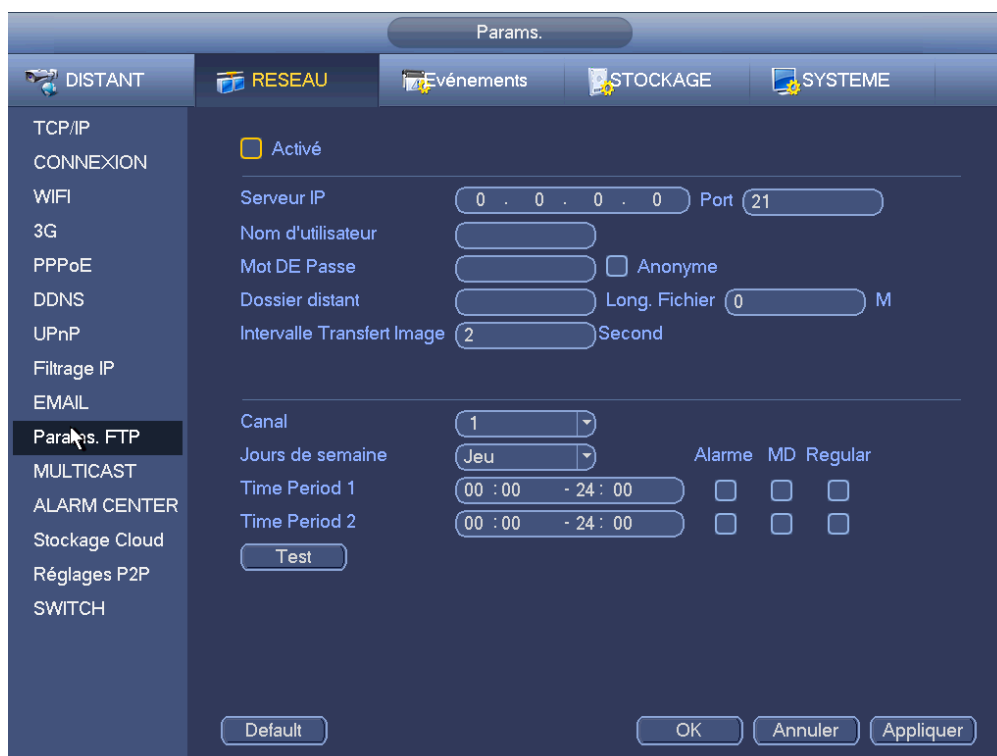 Params.
DISTANT RESEAU Evénements STOCKAGE SYSTEME
TCP/IP
CONNEXION
WIFI
3G
PPPoE
DDNS
UPnP
Filtrage IP
EMAIL
Params. FTP
MULTICAST
ALARM CENTER
Stockage Cloud
Réglages P2P
SWITCH
Activé
Serveur IP 0 . 0 . 0 . 0 Port 21
Nom d'utilisateur
Mot DE Passe Anonyme
Dossier distant Long. Fichier 0 M
Intervalle Transfert Image 2 Second
Canal 1
Jours de semaine Jeu Alarme MD Regular
Time Period 1 00 :00 - 24 : 00
Time Period 2 00 :00 - 24 : 00
Test
Default OK Annuler Appliquer